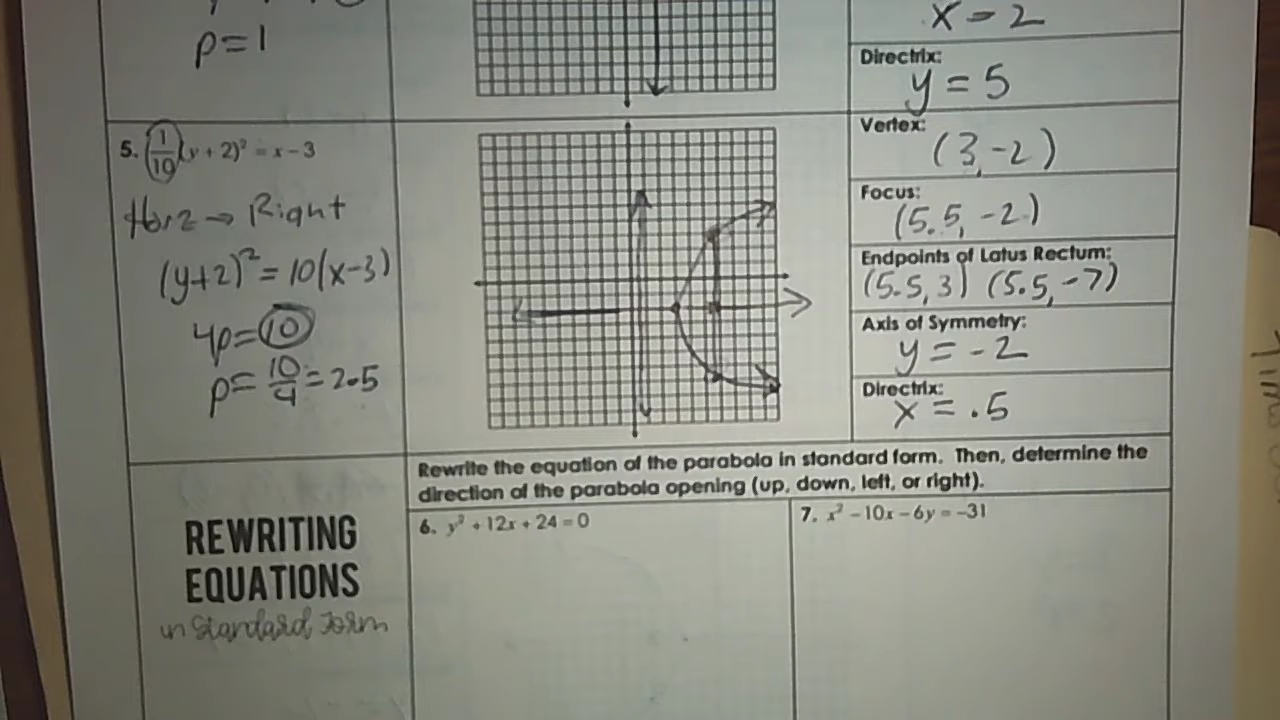 p = 1
x = 2
Directrix:
y = 5
5. (1/10)(y + 2)² = x – 3
Horz → Right
(y+2)² = 10(x-3)
4p = 10
p = 10/4 = 2.5
Vertex:
(3, -2)
Focus:
(5.5, -2)
Endpoints of Latus Rectum:
(5.5, 3) (5.5, -7)
Axis of Symmetry:
y = -2
Directrix:
x = .5
REWRITING
EQUATIONS
in Standard Form
Rewrite the equation of the parabola in standard form. Then, determine the
direction of the parabola opening (up, down, left, or right).
6. y² + 12x + 24 = 0
7. x² – 10x – 6y = –31